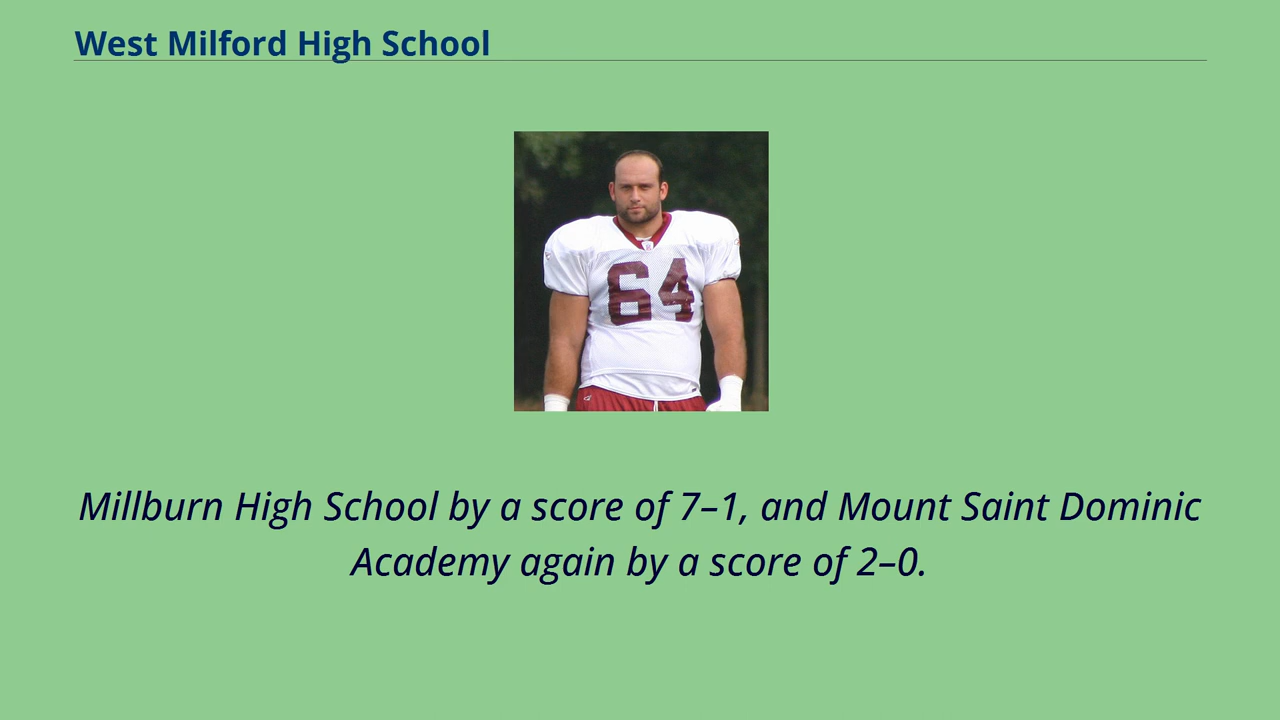 West Milford High School
64
Millburn High School by a score of 7–1, and Mount Saint Dominic
Academy again by a score of 2–0.